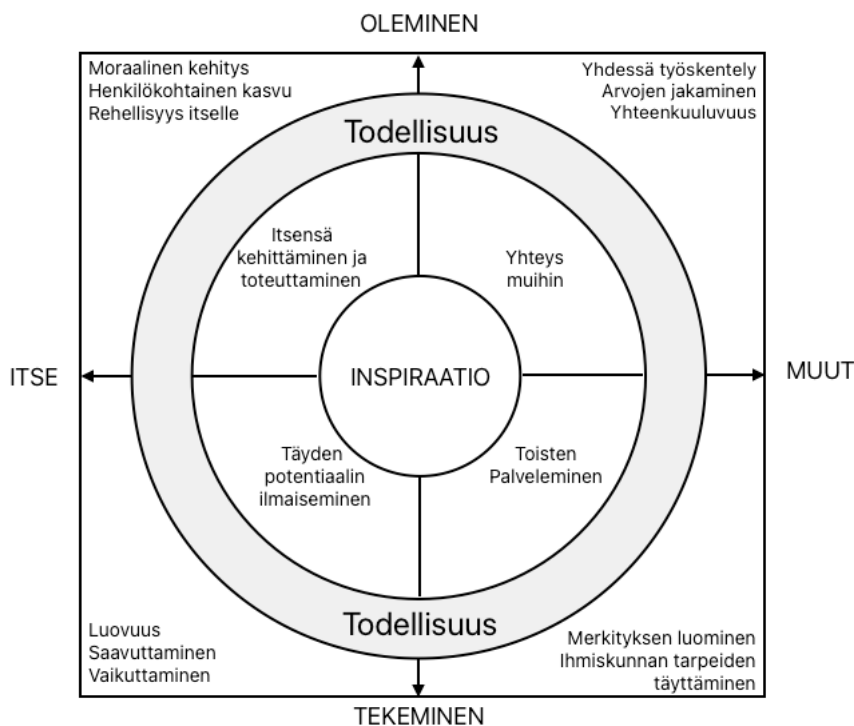 OLEMINEN
Moraalinen kehitys
Henkilökohtainen kasvu
Rehellisyys itselle
Yhdessä työskentely
Arvojen jakaminen
Yhteenkuuluvuus
Todellisuus
Itsensä
kehittäminen ja
toteuttaminen
Yhteys
muihin
ITSE
INSPIRAATIO
MUUT
Täyden
potentiaalin
ilmaiseminen
Toisten
Palveleminen
Todellisuus
Luovuus
Saavuttaminen
Vaikuttaminen
Merkityksen luominen
Ihmiskunnan tarpeiden
täyttäminen
TEKEMINEN